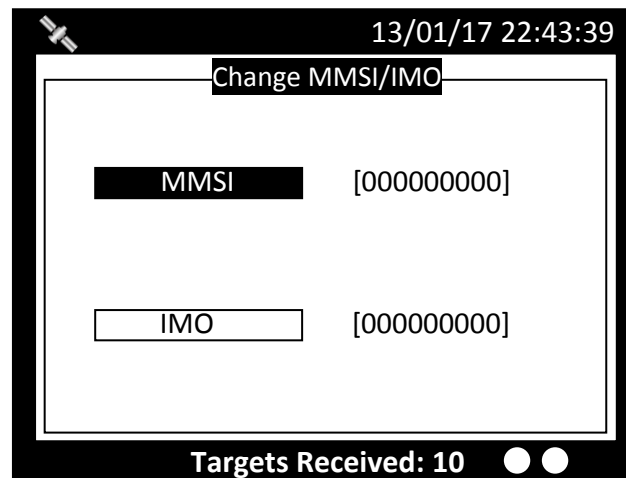 13/01/17 22:43:39
Change MMSI/IMO
MMSI [000000000]
IMO [000000000]
Targets Received: 10